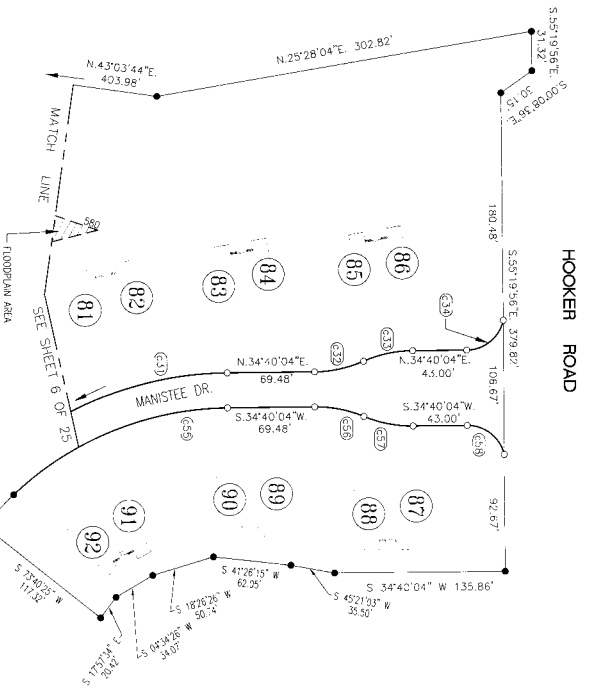 HOOKER ROAD
S.55°19'56"E.
31.32'
S.00°08'36"E.
30.15'
180.48'
S.55°19'56"E. 379.82'
106.67'
92.67'
N.25°28'04"E. 302.82'
N.43°03'44"E.
403.98'
MATCH LINE
SEE SHEET 6 OF 25
580
FLOODPLAIN AREA
86
85
84
83
82
81
c34
N.34°40'04"E.
43.00'
c33
c32
N.34°40'04"E.
69.48'
c31
MANISTEE DR.
c58
S.34°40'04"W.
43.00'
c57
c56
S.34°40'04"W.
69.48'
c55
87
88
89
90
91
92
S 34°40'04" W 135.86'
S 45°21'03" W
35.50'
S 41°26'15" W
62.05'
S 18°26'26" W
50.74'
S 04°34'26" W
34.07'
S 17°57'34" E
20.42'
S 73°40'25" W
117.32'